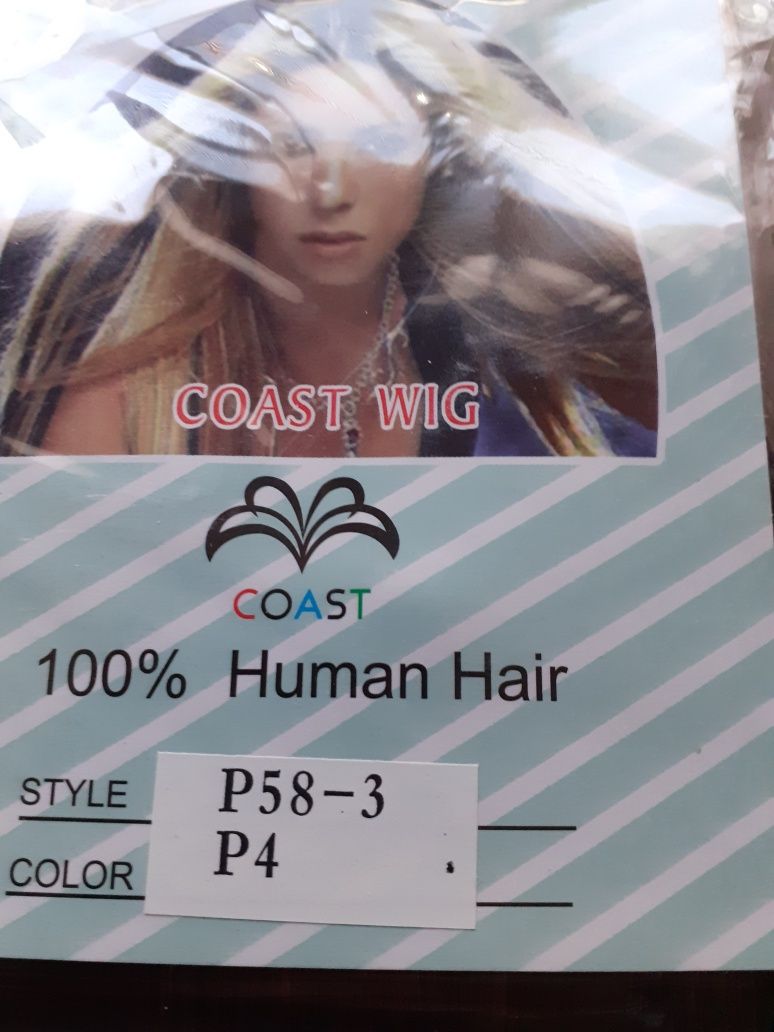 COAST WIG
COAST
100% Human Hair
STYLE P58-3
COLOR P4